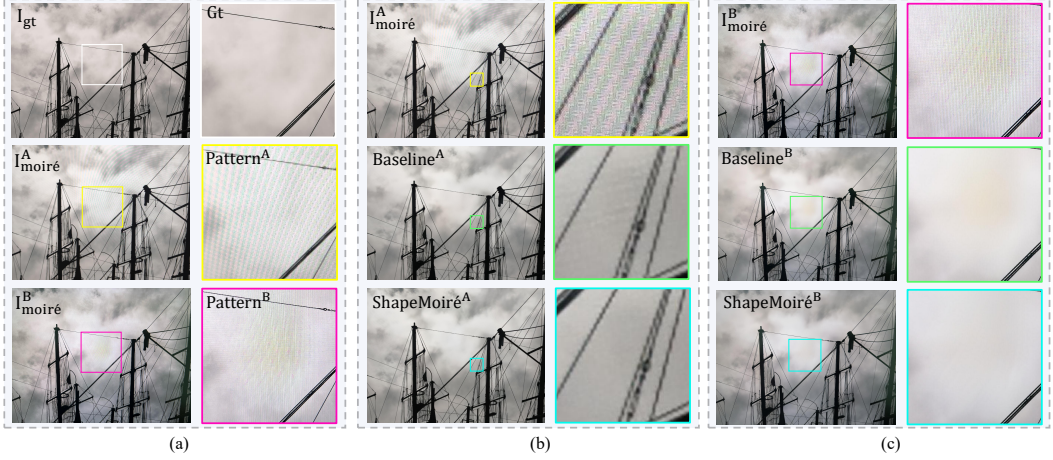 I_gt
Gt
I^A_moiré
Pattern^A
I^B_moiré
Pattern^B
(a)
I^A_moiré
Baseline^A
ShapeMoiré^A
(b)
I^B_moiré
Baseline^B
ShapeMoiré^B
(c)